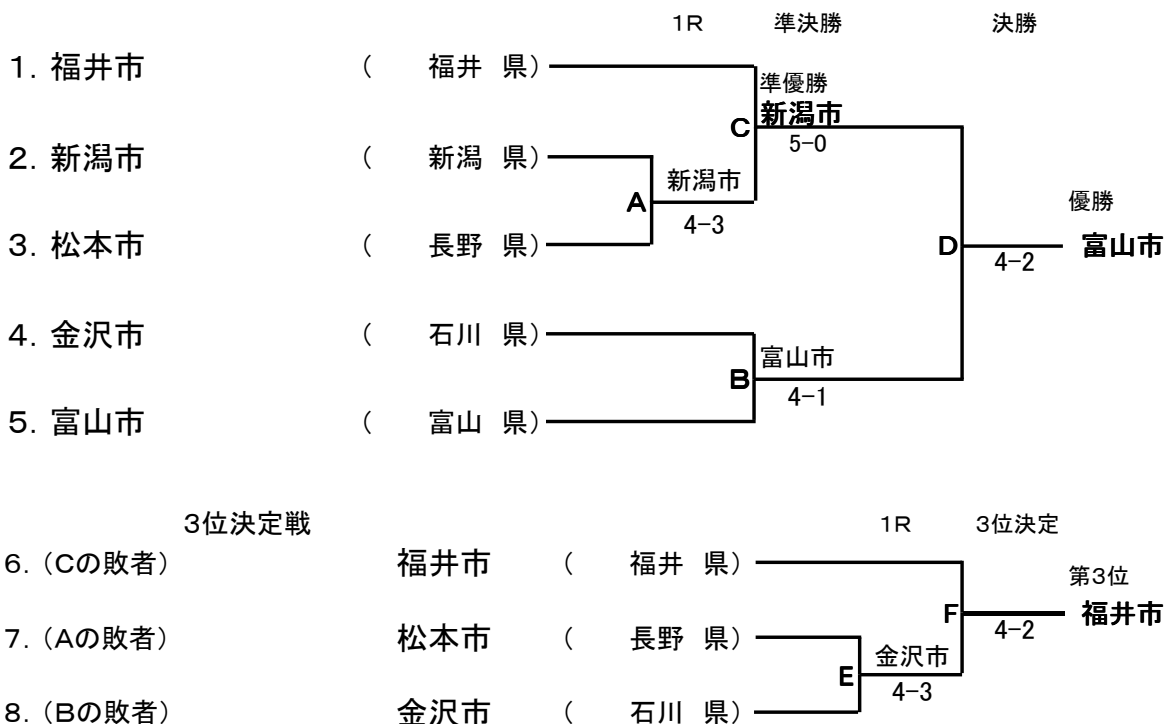 1R 準決勝 決勝
1. 福井市 ( 福井 県)
準優勝
C 新潟市
5-0
2. 新潟市 ( 新潟 県)
新潟市
A
4-3
優勝
3. 松本市 ( 長野 県)
D 4-2 富山市
4. 金沢市 ( 石川 県)
富山市
B
4-1
5. 富山市 ( 富山 県)
3位決定戦 1R 3位決定
6. (Cの敗者) 福井市 ( 福井 県)
第3位
F 4-2 福井市
7. (Aの敗者) 松本市 ( 長野 県)
金沢市
E
4-3
8. (Bの敗者) 金沢市 ( 石川 県)